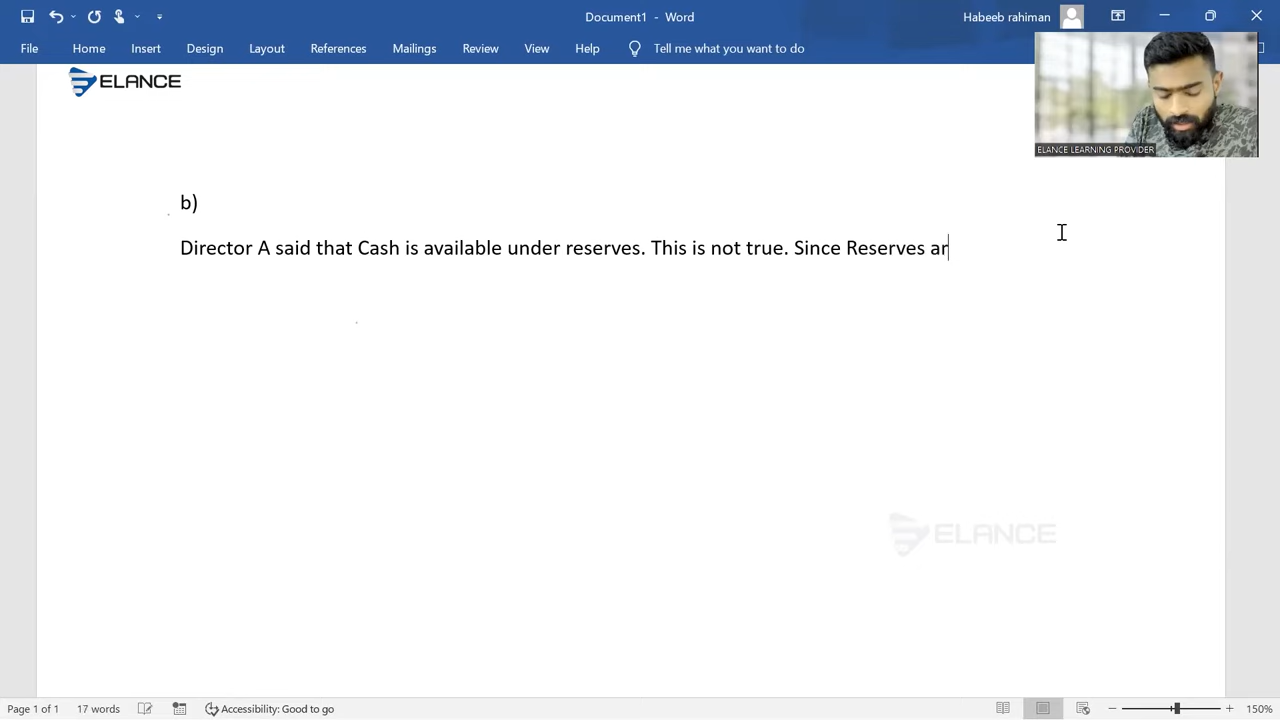 Document1 - Word
Habeeb rahiman
File Home Insert Design Layout References Mailings Review View Help Tell me what you want to do
ELANCE
ELANCE LEARNING PROVIDER
b)
Director A said that Cash is available under reserves. This is not true. Since Reserves ar
ELANCE
Page 1 of 1 17 words Accessibility: Good to go 150%